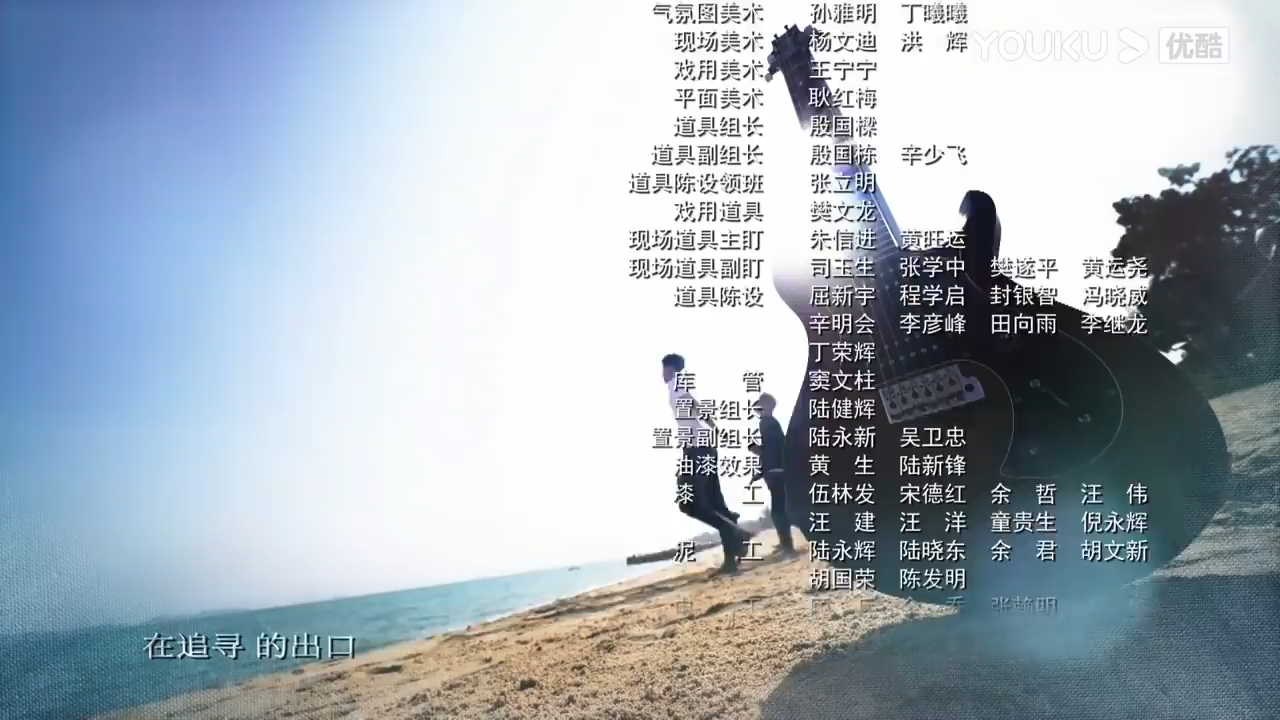 气氛图美术 孙雅明 丁曦曦
YOUKU 优酷
现场美术 杨文迪 洪 辉
戏用美术 王宁宁
平面美术 耿红梅
道具组长 殷国樑
道具副组长 殷国栋 辛少飞
道具陈设领班 张立明
戏用道具 樊文龙
现场道具主盯 朱信进 黄旺运
现场道具副盯 司玉生 张学中 樊遂平 黄运尧
道具陈设 屈新宇 程学启 封银智 冯晓威
辛明会 李彦峰 田向雨 李继龙
丁荣辉
库 管 窦文柱
置景组长 陆健辉
置景副组长 陆永新 吴卫忠
油漆效果 黄 生 陆新锋
漆 工 伍林发 宋德红 余 哲 汪 伟
汪 建 汪 洋 童贵生 倪永辉
泥 工 陆永辉 陆晓东 余 君 胡文新
胡国荣 陈发明
在追寻 的出口